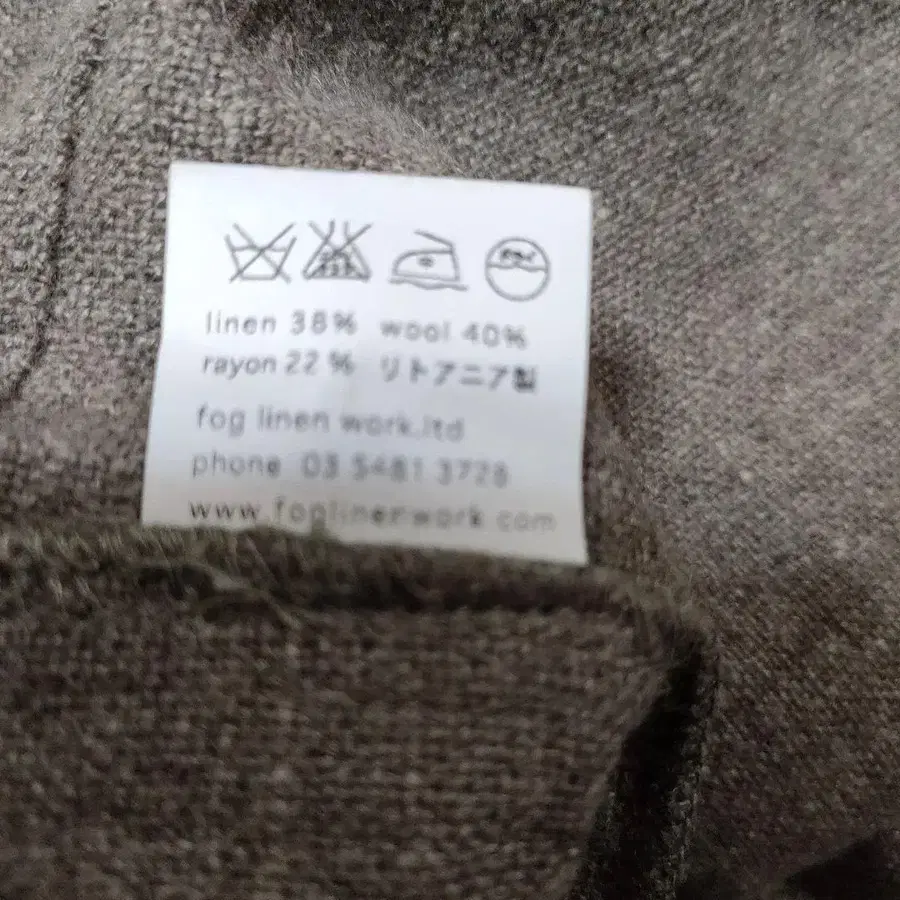 linen 38% wool 40%
rayon 22% リトアニア製
fog linen work.ltd
phone 03 5481 3728
www.foglinenwork.com